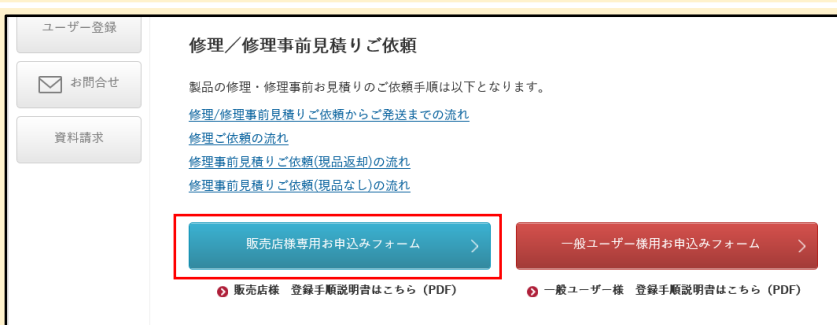 ユーザー登録
修理／修理事前見積りご依頼
お問合せ
製品の修理・修理事前お見積りのご依頼手順は以下となります。
修理/修理事前見積りご依頼からご発送までの流れ
資料請求
修理ご依頼の流れ
修理事前見積りご依頼(現品返却)の流れ
修理事前見積りご依頼(現品なし)の流れ
販売店様専用お申込みフォーム
一般ユーザー様用お申込みフォーム
販売店様　登録手順説明書はこちら（PDF）
一般ユーザー様　登録手順説明書はこちら（PDF）